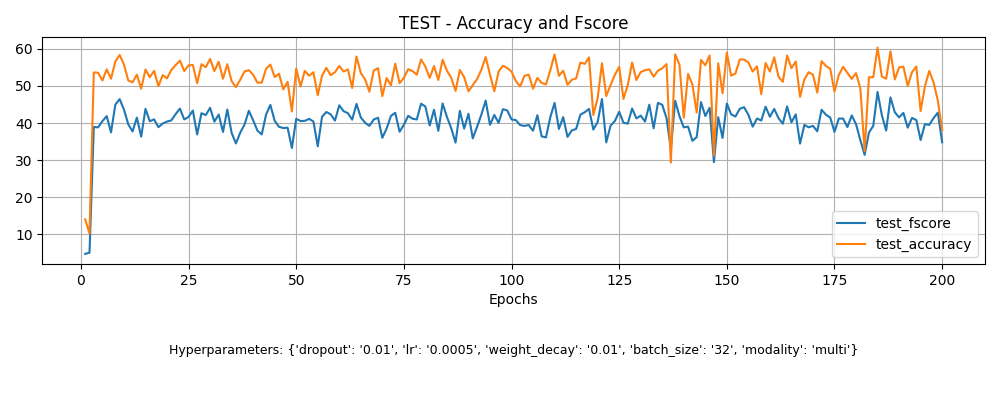 TEST - Accuracy and Fscore
60
50
40
30
20
10
test_fscore
test_accuracy
0 25 50 75 100 125 150 175 200
Epochs
Hyperparameters: {'dropout': '0.01', 'lr': '0.0005', 'weight_decay': '0.01', 'batch_size': '32', 'modality': 'multi'}